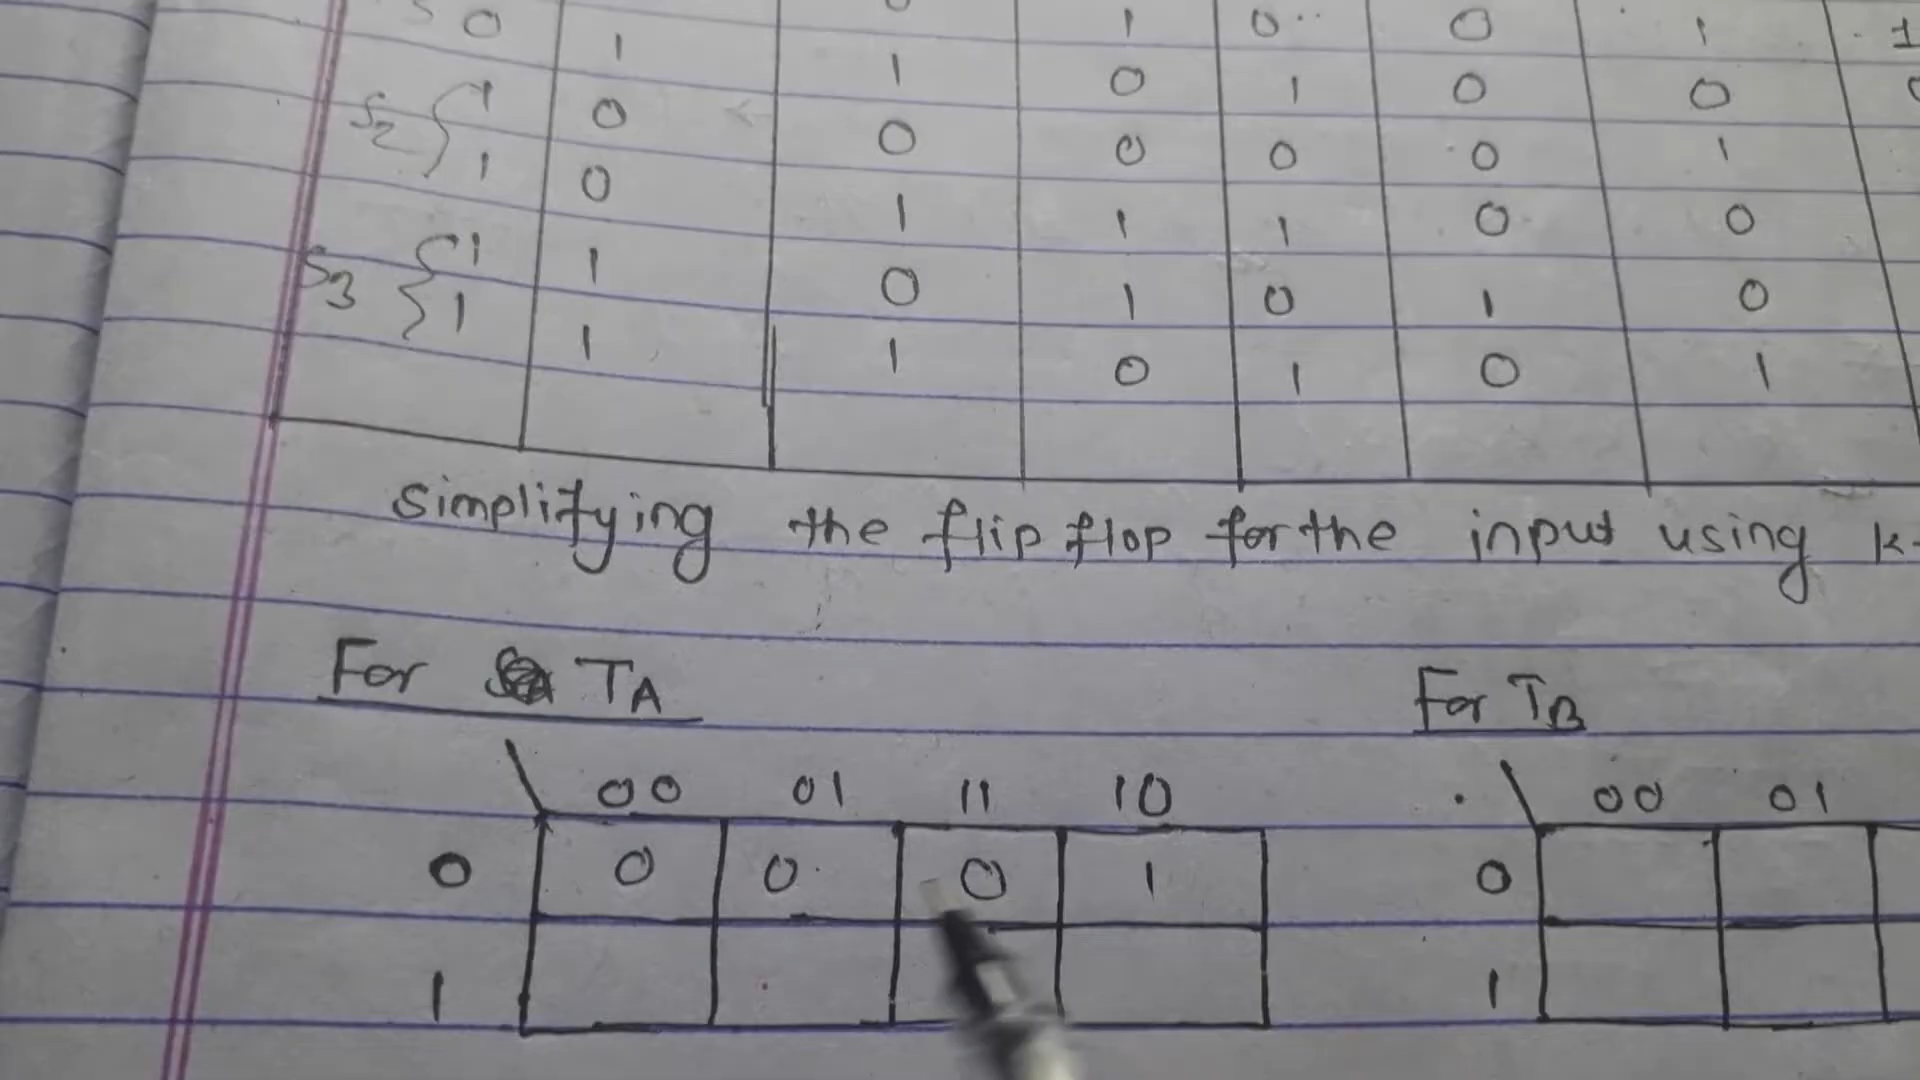 0 1 1 0 0 1
S2 { 1 0 1 0 1 0 0
1 0 0 0 0 0 1
S3 { 1 1 1 1 1 0 0
1 1 0 1 0 1 0
1 0 1 0 1
simplifying the flip flop for the input using k-
For TA
For TB
00 01 11 10
00 01
0 0 0 0 1
0
1
1